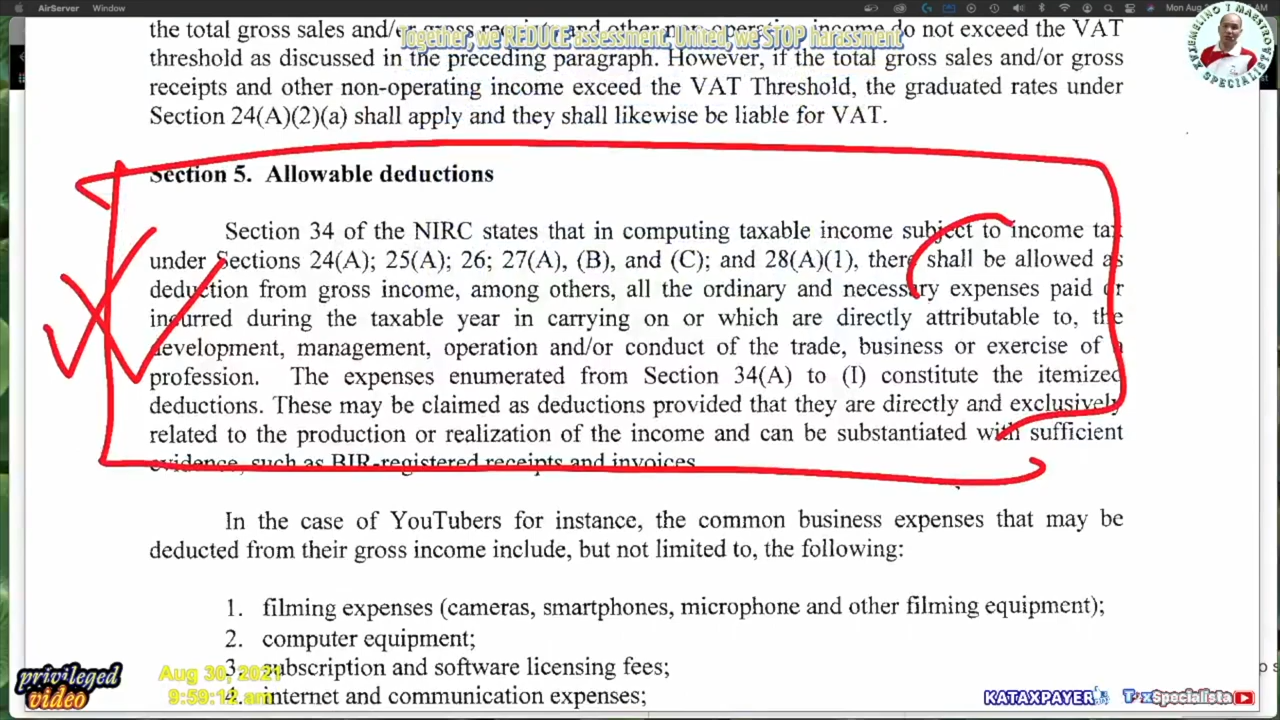 AirServer Window Mon Aug
the total gross sales and/or gross receipts and other non-operating income do not exceed the VAT
Together, we REDUCE assessment. United, we STOP harassment.
threshold as discussed in the preceding paragraph. However, if the total gross sales and/or gross
receipts and other non-operating income exceed the VAT Threshold, the graduated rates under
Section 24(A)(2)(a) shall apply and they shall likewise be liable for VAT.
EMELINO T MAESTRO
TAX SPECIALISTA
Section 5. Allowable deductions
Section 34 of the NIRC states that in computing taxable income subject to income tax
under Sections 24(A); 25(A); 26; 27(A), (B), and (C); and 28(A)(1), there shall be allowed as
deduction from gross income, among others, all the ordinary and necessary expenses paid or
incurred during the taxable year in carrying on or which are directly attributable to, the
development, management, operation and/or conduct of the trade, business or exercise of a
profession. The expenses enumerated from Section 34(A) to (I) constitute the itemized
deductions. These may be claimed as deductions provided that they are directly and exclusively
related to the production or realization of the income and can be substantiated with sufficient
evidence, such as BIR-registered receipts and invoices.
In the case of YouTubers for instance, the common business expenses that may be
deducted from their gross income include, but not limited to, the following:
1. filming expenses (cameras, smartphones, microphone and other filming equipment);
2. computer equipment;
3. subscription and software licensing fees;
4. internet and communication expenses;
privileged
video
Aug 30, 2021
9:59:12 am
KATAXPAYER
TaxSpecialista